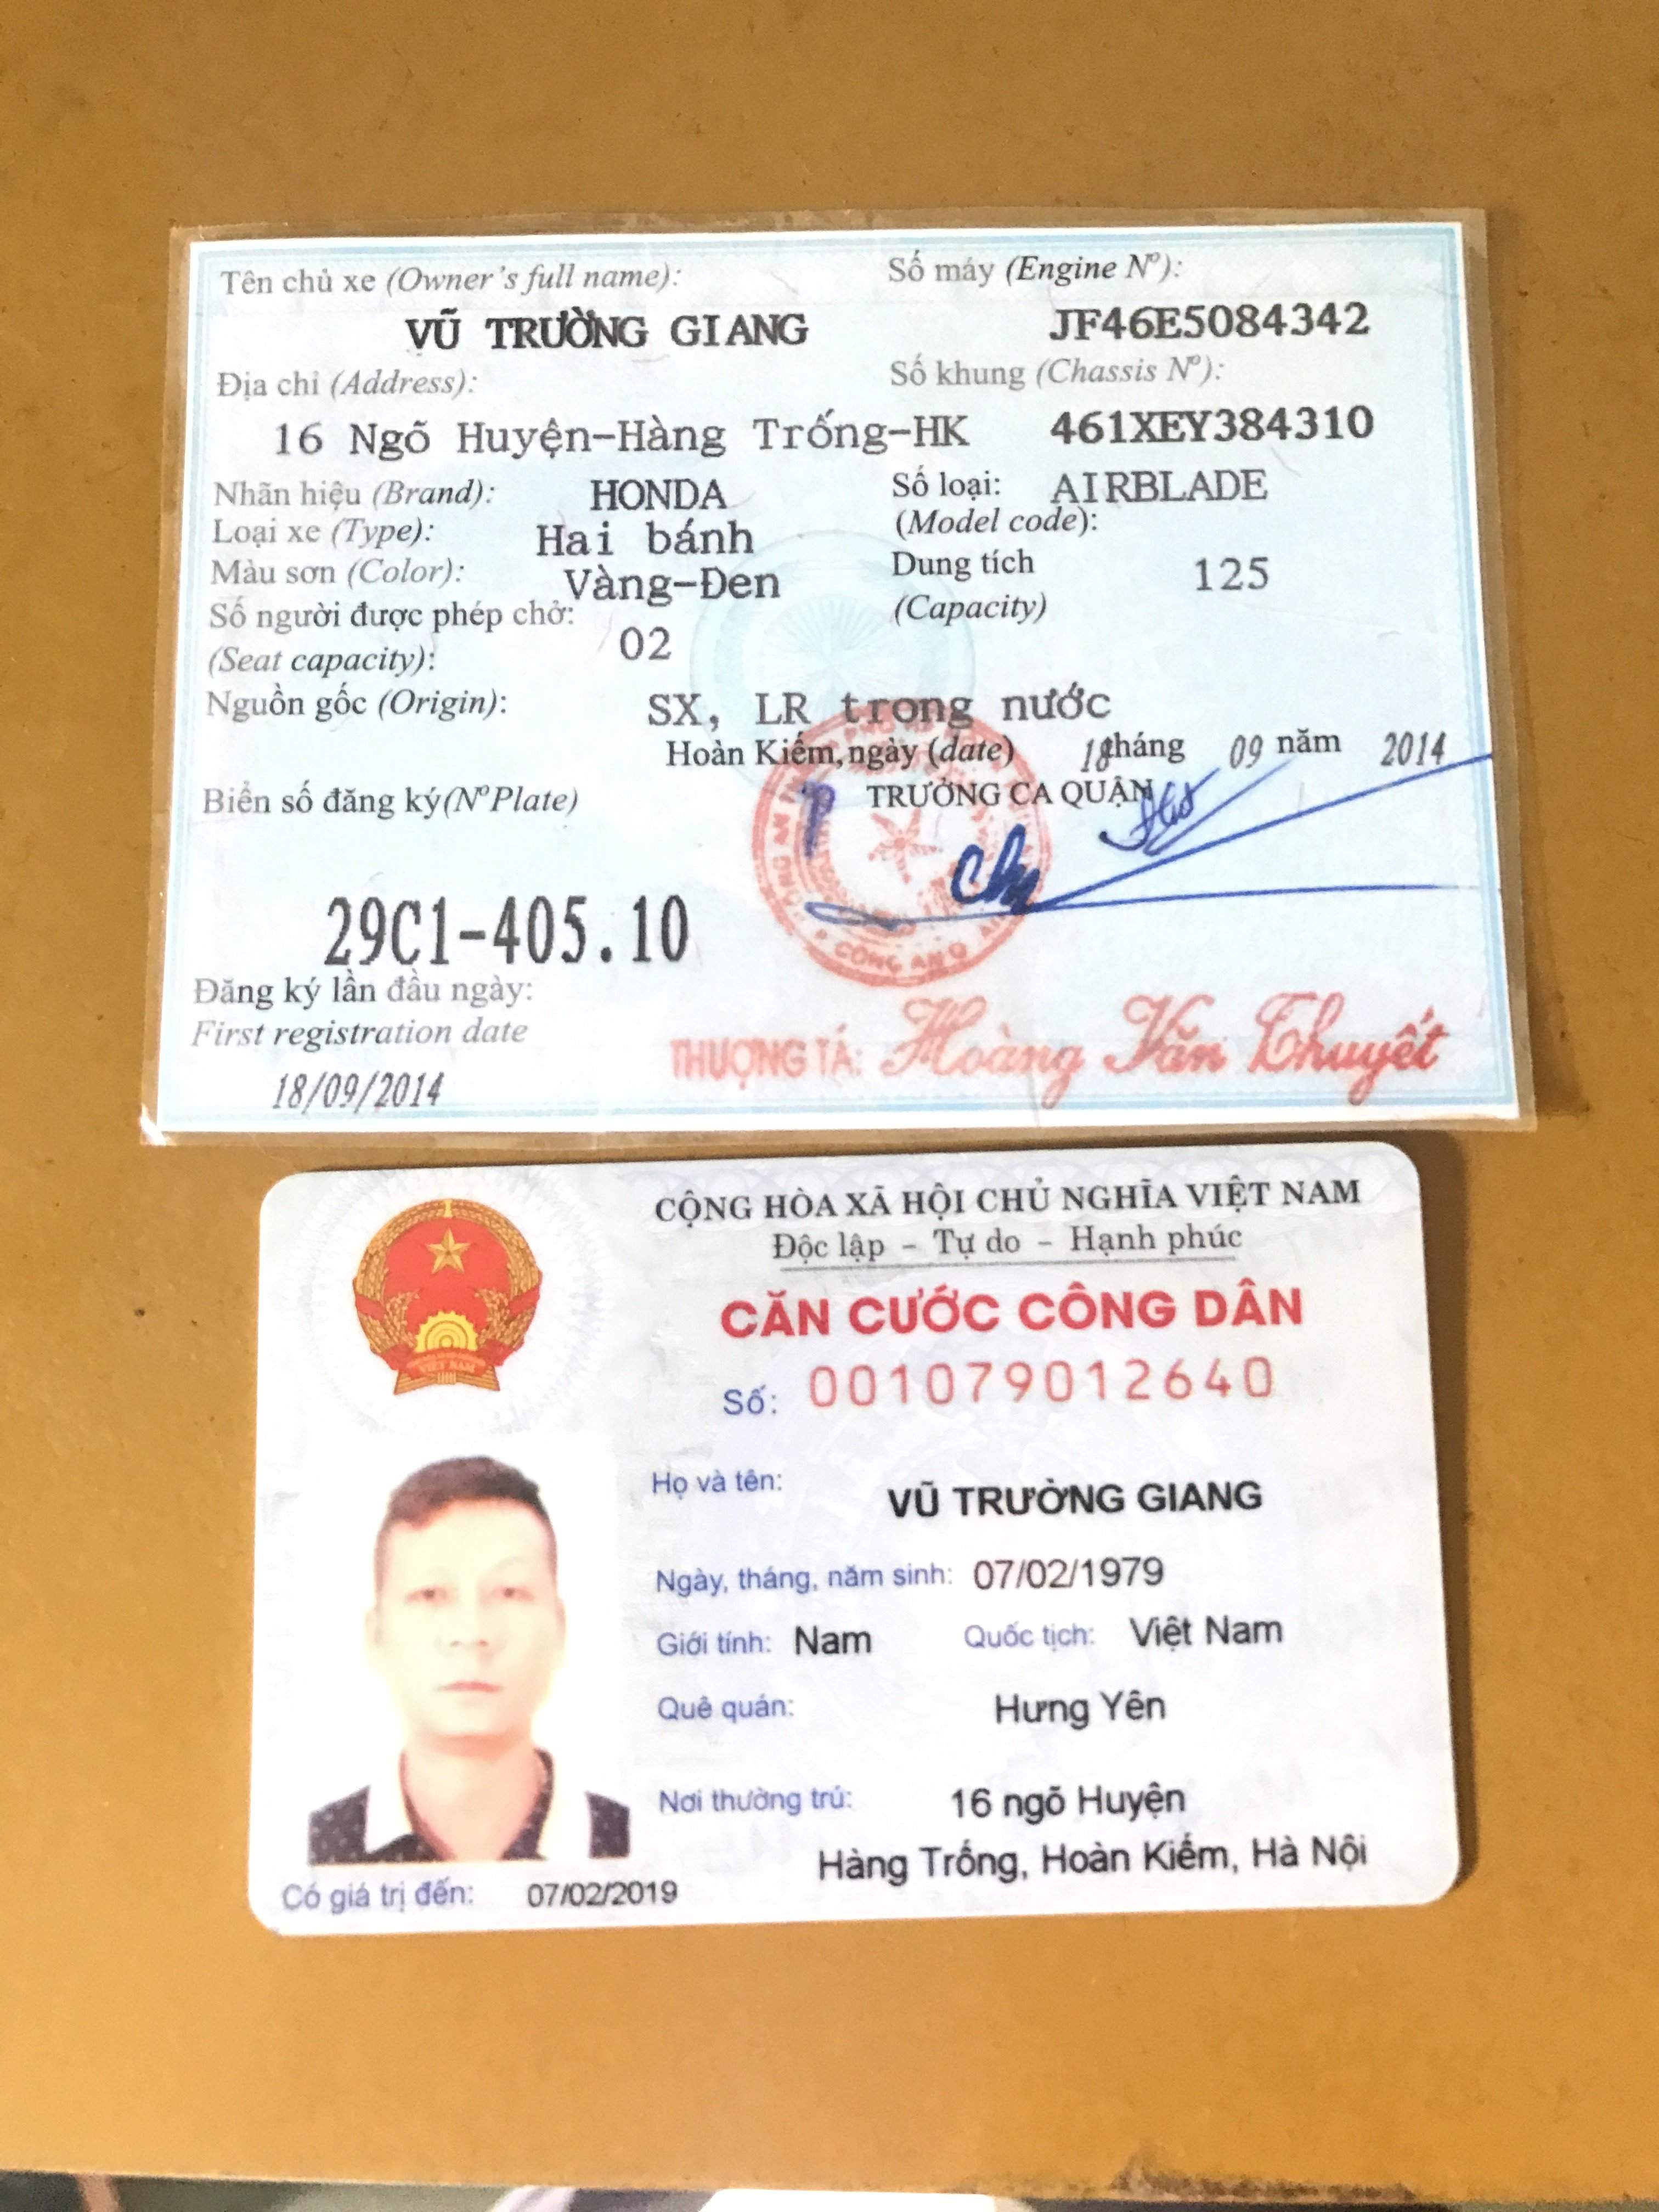 Tên chủ xe (Owner's full name):
VŨ TRƯỜNG GIANG
Số máy (Engine Nº):
JF46E5084342
Địa chỉ (Address):
16 Ngõ Huyện-Hàng Trống-HK
Số khung (Chassis Nº):
461XEY384310
Nhãn hiệu (Brand): HONDA
Số loại: AIRBLADE
(Model code):
Loại xe (Type): Hai bánh
Màu sơn (Color): Vàng-Đen
Dung tích 125
(Capacity)
Số người được phép chở: 02
(Seat capacity):
Nguồn gốc (Origin): SX, LR trong nước
Hoàn Kiếm, ngày (date) 18 tháng 09 năm 2014
TRƯỞNG CA QUẬN
Biển số đăng ký(NºPlate)
29C1-405.10
Đăng ký lần đầu ngày:
First registration date
18/09/2014
THƯỢNG TÁ: Hoàng Văn Thuyết
CỘNG HÒA XÃ HỘI CHỦ NGHĨA VIỆT NAM
Độc lập - Tự do - Hạnh phúc
CĂN CƯỚC CÔNG DÂN
Số: 001079012640
VIỆT NAM
Họ và tên: VŨ TRƯỜNG GIANG
Ngày, tháng, năm sinh: 07/02/1979
Giới tính: Nam Quốc tịch: Việt Nam
Quê quán: Hưng Yên
Nơi thường trú: 16 ngõ Huyện
Hàng Trống, Hoàn Kiếm, Hà Nội
Có giá trị đến: 07/02/2019